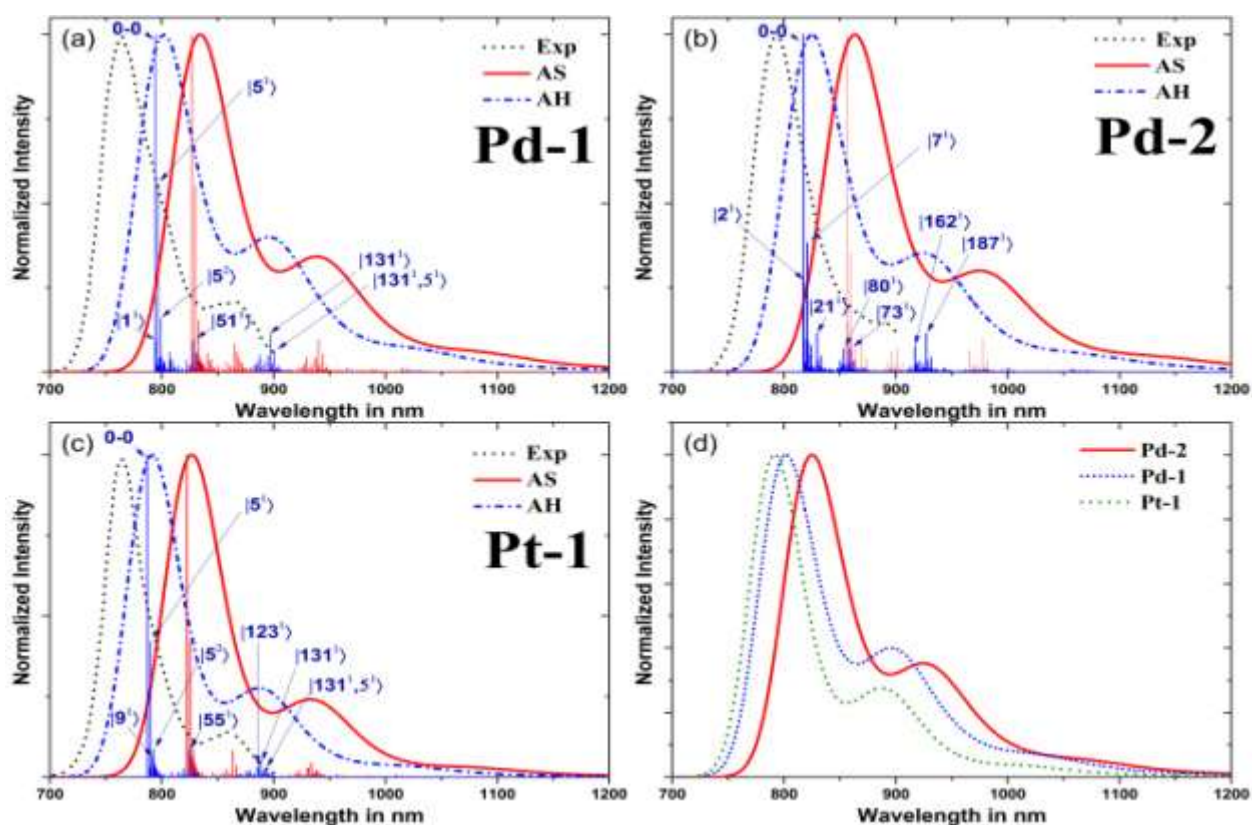 (a)
0-0
Exp
AS
AH
Pd-1
|5¹⟩
|5²⟩
|1¹⟩
|51¹⟩
|131¹⟩
|131¹,5¹⟩
Normalized Intensity
700 800 900 1000 1100 1200
Wavelength in nm
(b)
0-0
Exp
AS
AH
Pd-2
|7¹⟩
|2¹⟩
|21¹⟩
|80¹⟩
|73¹⟩
|162¹⟩
|187¹⟩
Normalized Intensity
700 800 900 1000 1100 1200
Wavelength in nm
(c)
0-0
Exp
AS
AH
Pt-1
|5¹⟩
|5²⟩
|9¹⟩
|55¹⟩
|123¹⟩
|131¹⟩
|131¹,5¹⟩
Normalized Intensity
700 800 900 1000 1100 1200
Wavelength in nm
(d)
Pd-2
Pd-1
Pt-1
Normalized Intensity
700 800 900 1000 1100 1200
Wavelength in nm